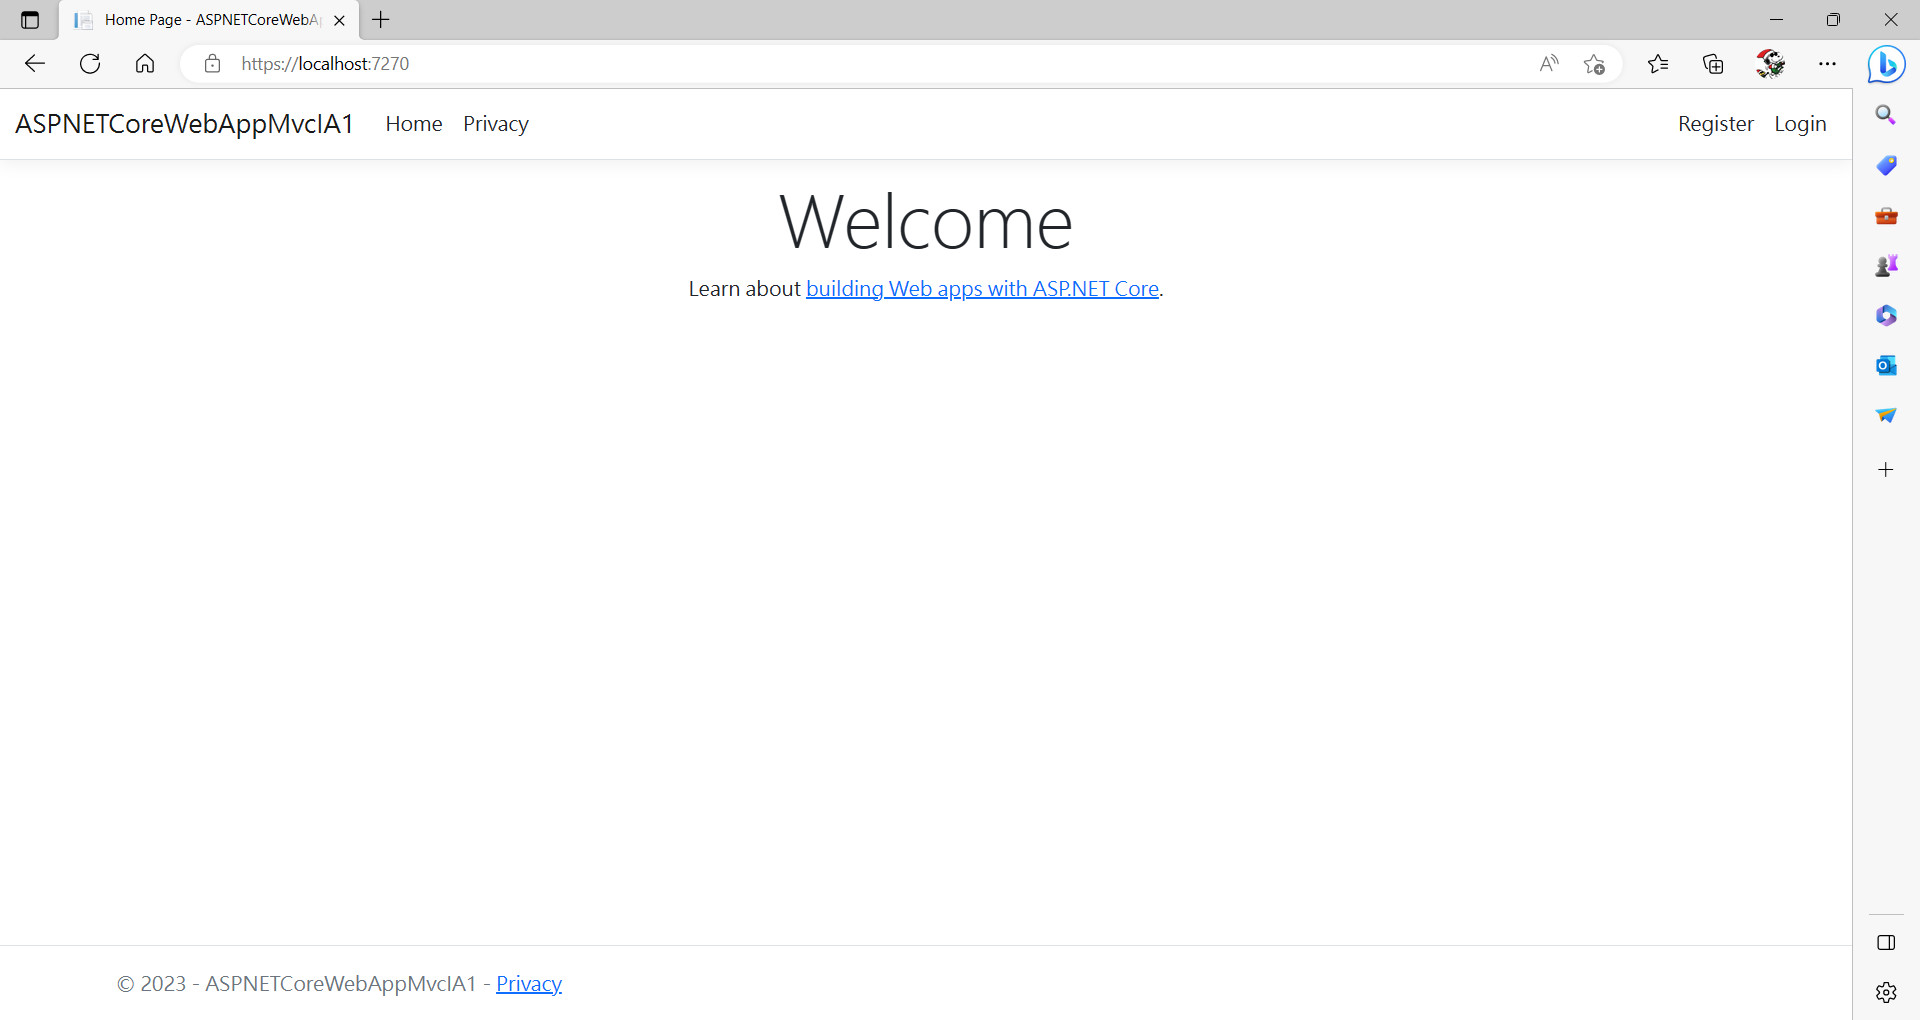 Home Page - ASPNETCoreWebAp
https://localhost:7270
ASPNETCoreWebAppMvcIA1 Home Privacy Register Login
Welcome
Learn about building Web apps with ASP.NET Core.
© 2023 - ASPNETCoreWebAppMvcIA1 - Privacy